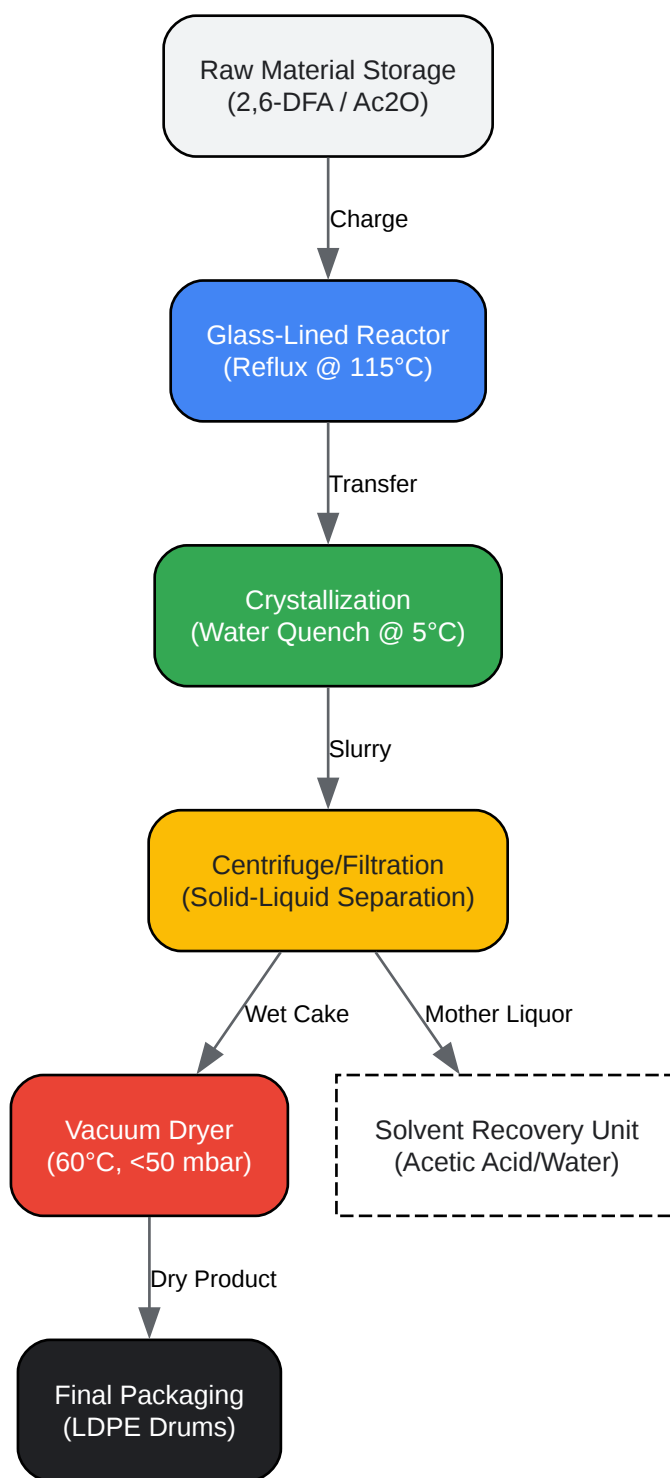 Raw Material Storage
(2,6-DFA / Ac2O)
Charge
Glass-Lined Reactor
(Reflux @ 115°C)
Transfer
Crystallization
(Water Quench @ 5°C)
Slurry
Centrifuge/Filtration
(Solid-Liquid Separation)
Wet Cake
Mother Liquor
Vacuum Dryer
(60°C, <50 mbar)
Solvent Recovery Unit
(Acetic Acid/Water)
Dry Product
Final Packaging
(LDPE Drums)